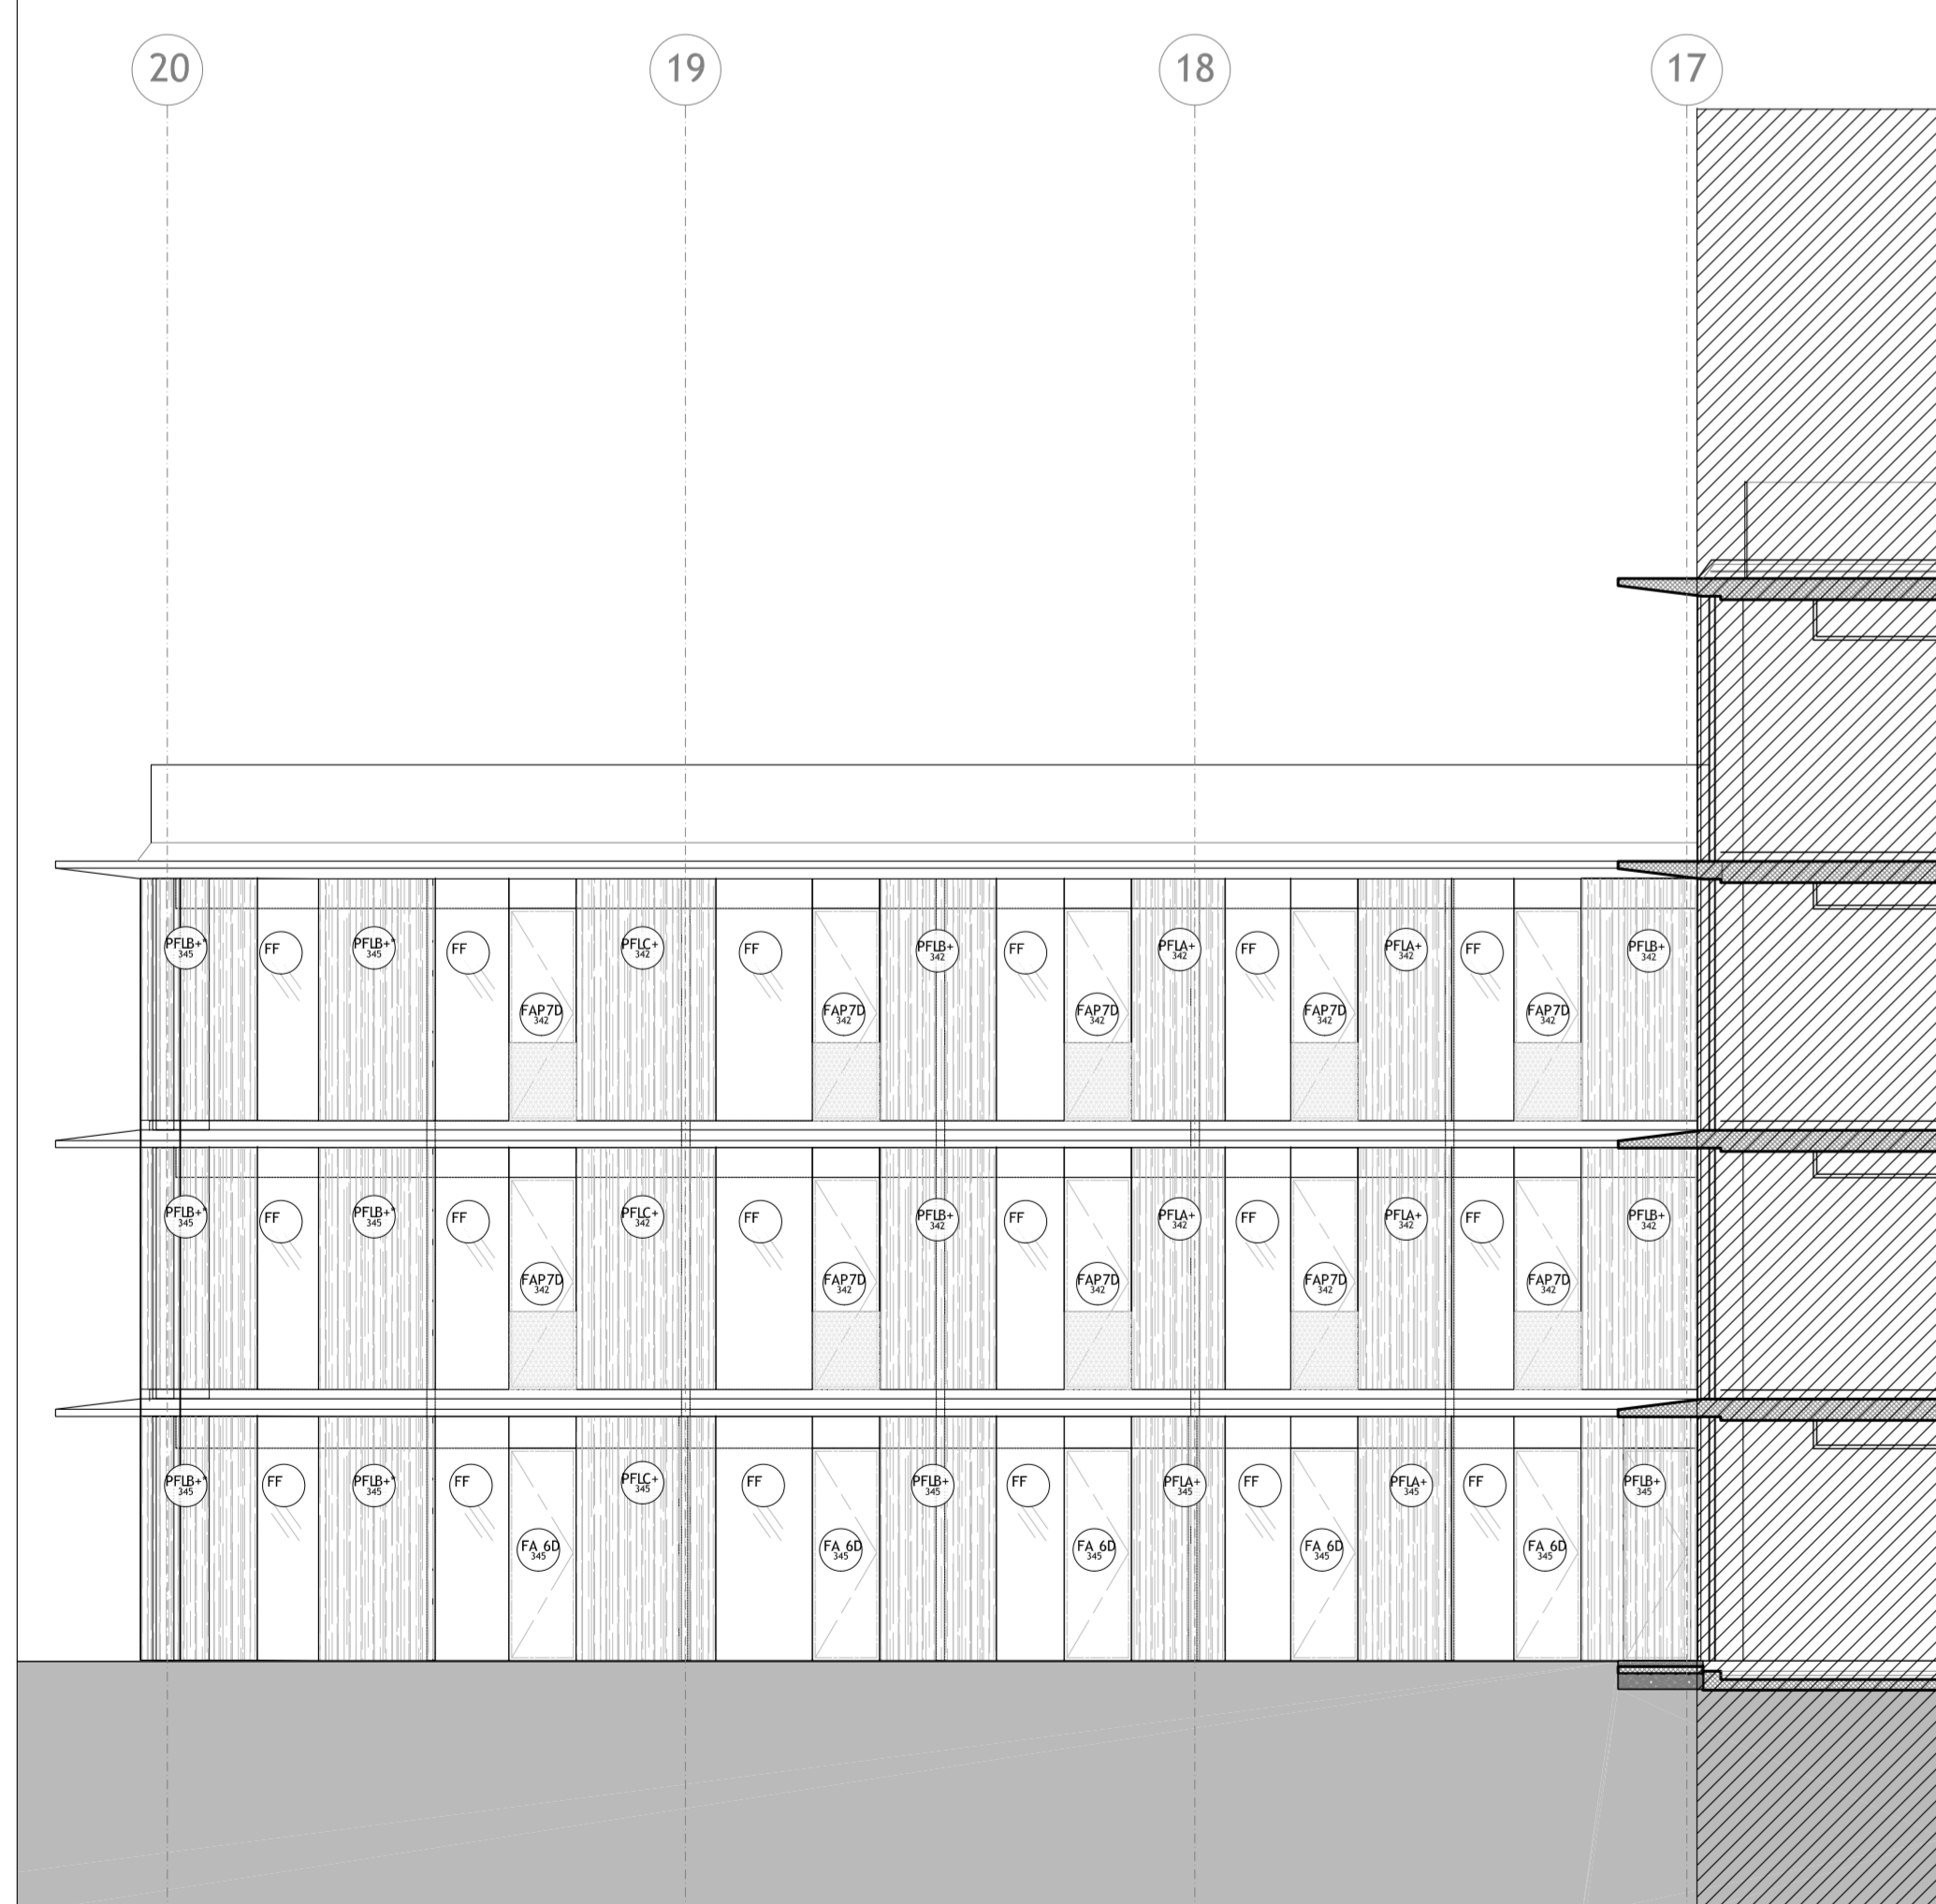 20 19 18 17
PFLB+* FF PFLB+* FF PFLC+ FF PFLB+ FF PFLA+ FF PFLA+ FF PFLB+
345 345 342 342 342 342 342
FAP7D FAP7D FAP7D FAP7D FAP7D
342 342 342 342 342
PFLB+* FF PFLB+* FF PFLC+ FF PFLB+ FF PFLA+ FF PFLA+ FF PFLB+
345 345 342 342 342 342 342
FAP7D FAP7D FAP7D FAP7D FAP7D
342 342 342 342 342
PFLB+* FF PFLB+* FF PFLC+ FF PFLB+ FF PFLA+ FF PFLA+ FF PFLB+
345 345 345 345 345 345 345
FA 6D FA 6D FA 6D FA 6D FA 6D
345 345 345 345 345